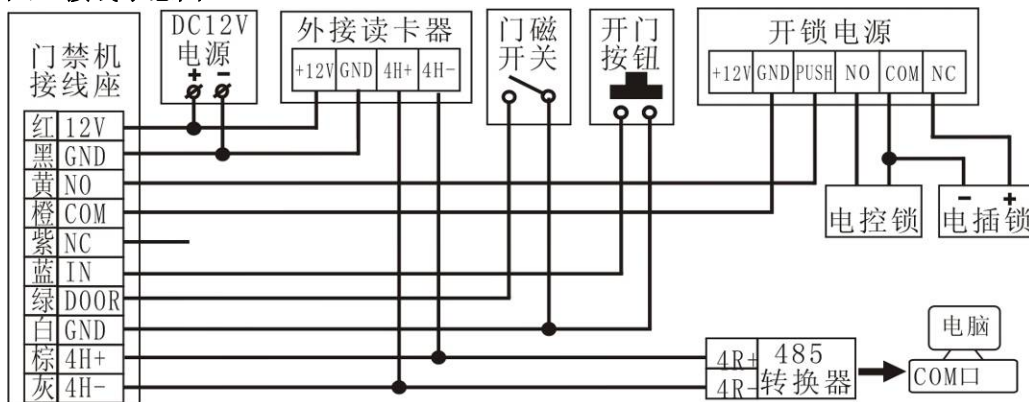 门禁机
接线座
红 12V
黑 GND
黄 NO
橙 COM
紫 NC
蓝 IN
绿 DOOR
白 GND
棕 4H+
灰 4H-
DC12V
电源
+ -
外接读卡器
+12V GND 4H+ 4H-
门磁
开关
开门
按钮
开锁电源
+12V GND PUSH NO COM NC
电控锁
- +
电插锁
4R+
4R-
485
转换器
电脑
COM口